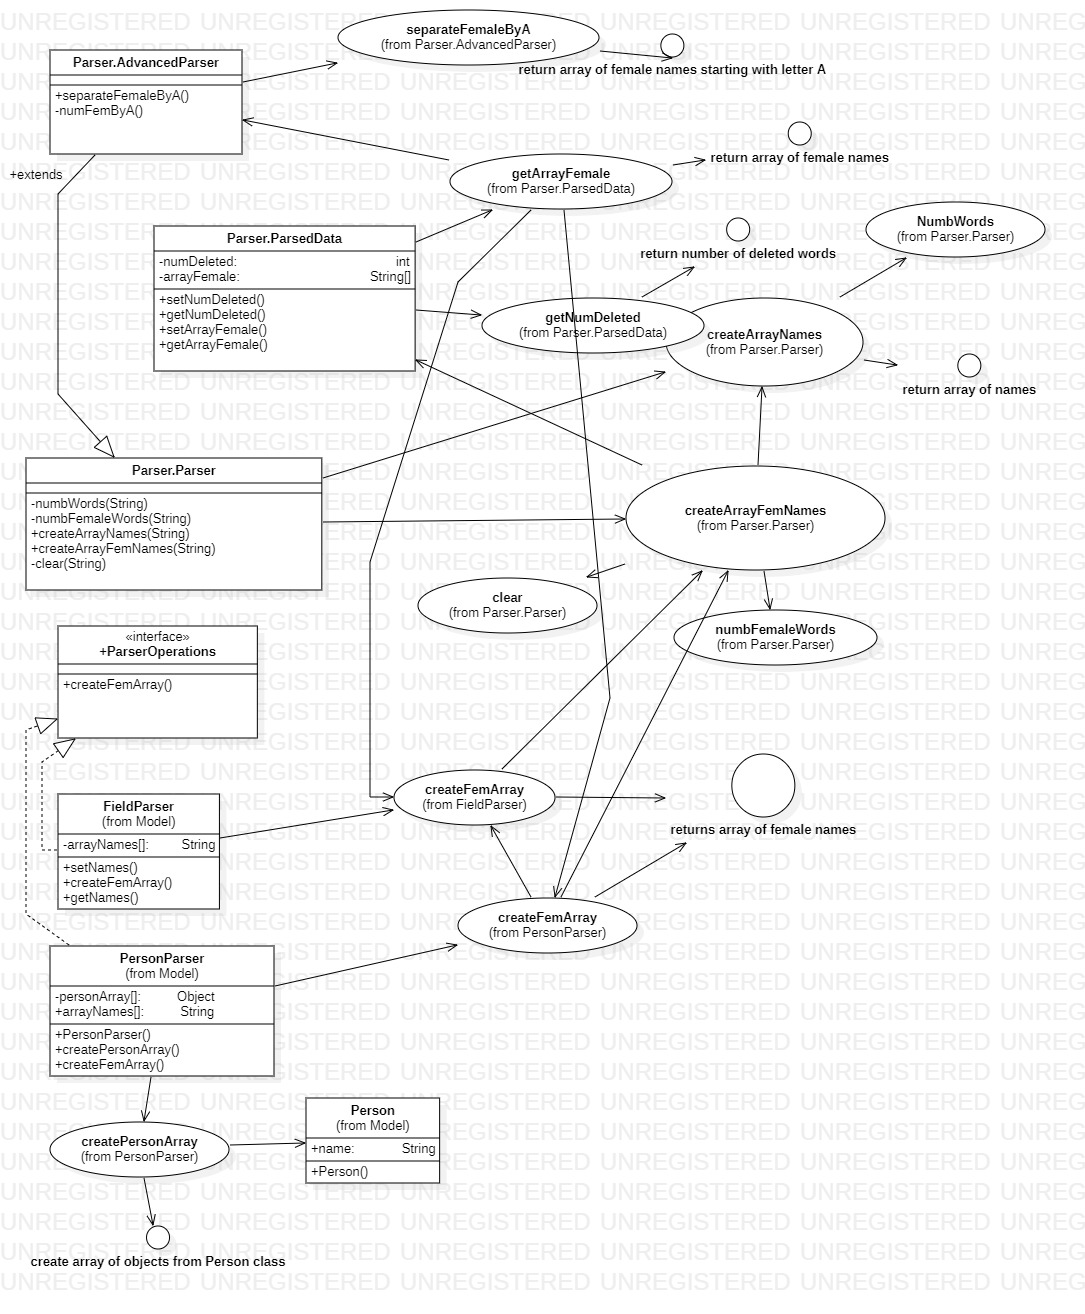 separateFemaleByA
(from Parser.AdvancedParser)
return array of female names starting with letter A
Parser.AdvancedParser
+separateFemaleByA()
-numFemByA()
+extends
return array of female names
getArrayFemale
(from Parser.ParsedData)
NumbWords
(from Parser.Parser)
return number of deleted words
Parser.ParsedData
-numDeleted: int
-arrayFemale: String[]
+setNumDeleted()
+getNumDeleted()
+setArrayFemale()
+getArrayFemale()
getNumDeleted
(from Parser.ParsedData)
createArrayNames
(from Parser.Parser)
return array of names
Parser.Parser
-numbWords(String)
-numbFemaleWords(String)
+createArrayNames(String)
+createArrayFemNames(String)
-clear(String)
createArrayFemNames
(from Parser.Parser)
clear
(from Parser.Parser)
numbFemaleWords
(from Parser.Parser)
«interface»
+ParserOperations
+createFemArray()
createFemArray
(from FieldParser)
returns array of female names
FieldParser
(from Model)
-arrayNames[]: String
+setNames()
+createFemArray()
+getNames()
createFemArray
(from PersonParser)
PersonParser
(from Model)
-personArray[]: Object
+arrayNames[]: String
+PersonParser()
+createPersonArray()
+createFemArray()
createPersonArray
(from PersonParser)
Person
(from Model)
+name: String
+Person()
create array of objects from Person class
UNREGISTERED